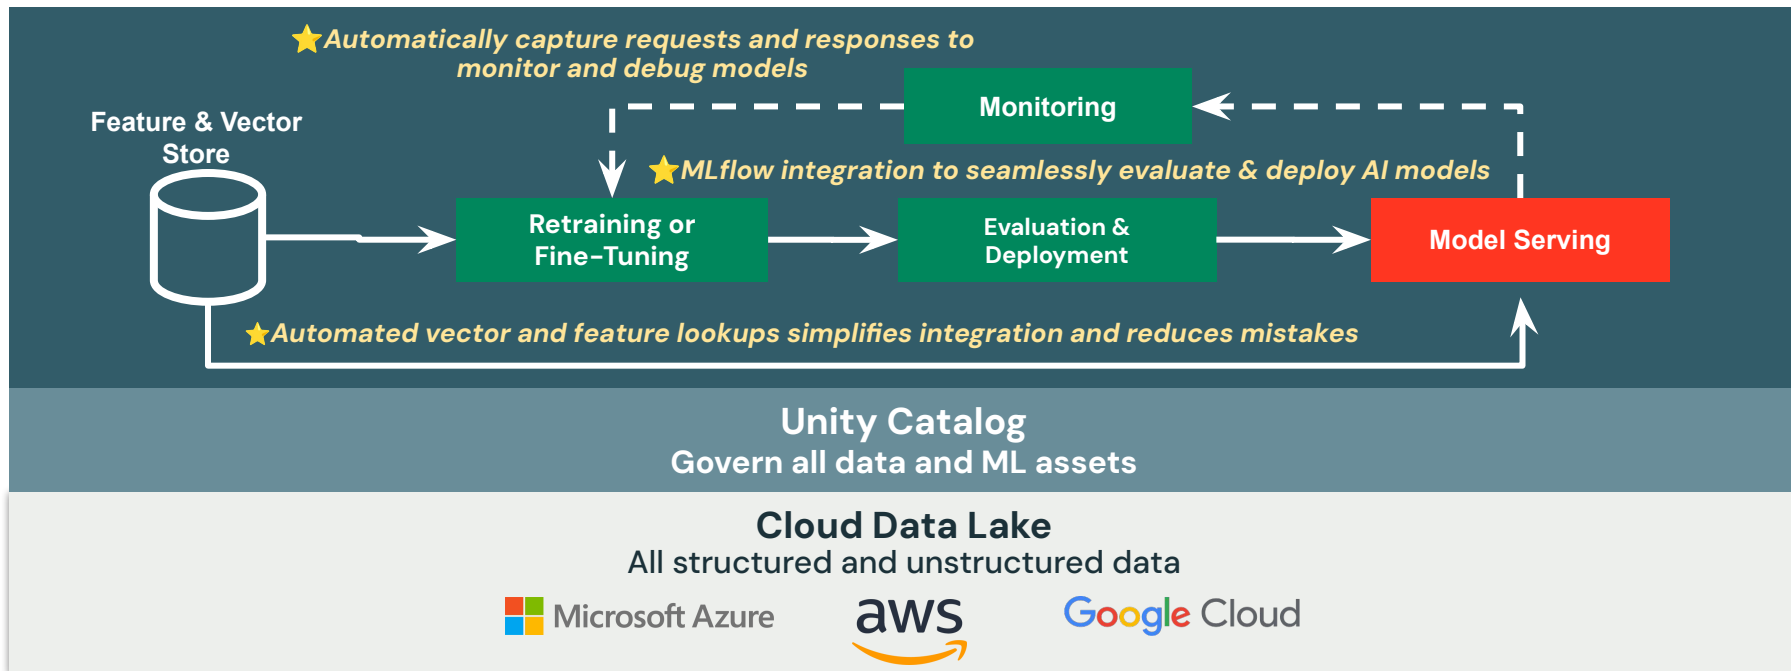 ⭐Automatically capture requests and responses to
monitor and debug models
Monitoring
Feature & Vector
Store
⭐MLflow integration to seamlessly evaluate & deploy AI models
Retraining or
Fine-Tuning
Evaluation &
Deployment
Model Serving
⭐Automated vector and feature lookups simplifies integration and reduces mistakes
Unity Catalog
Govern all data and ML assets
Cloud Data Lake
All structured and unstructured data
Microsoft Azure
aws
Google Cloud